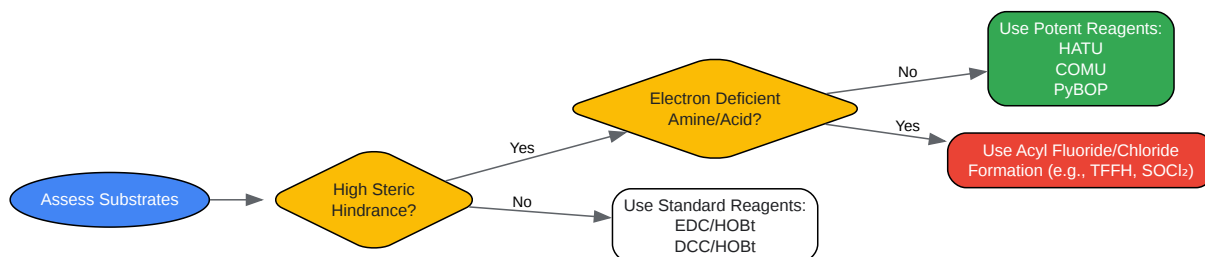 Assess Substrates
High Steric
Hindrance?
Yes
No
Electron Deficient
Amine/Acid?
No
Yes
Use Potent Reagents:
HATU
COMU
PyBOP
Use Acyl Fluoride/Chloride
Formation (e.g., TFFH, SOCl₂)
Use Standard Reagents:
EDC/HOBt
DCC/HOBt